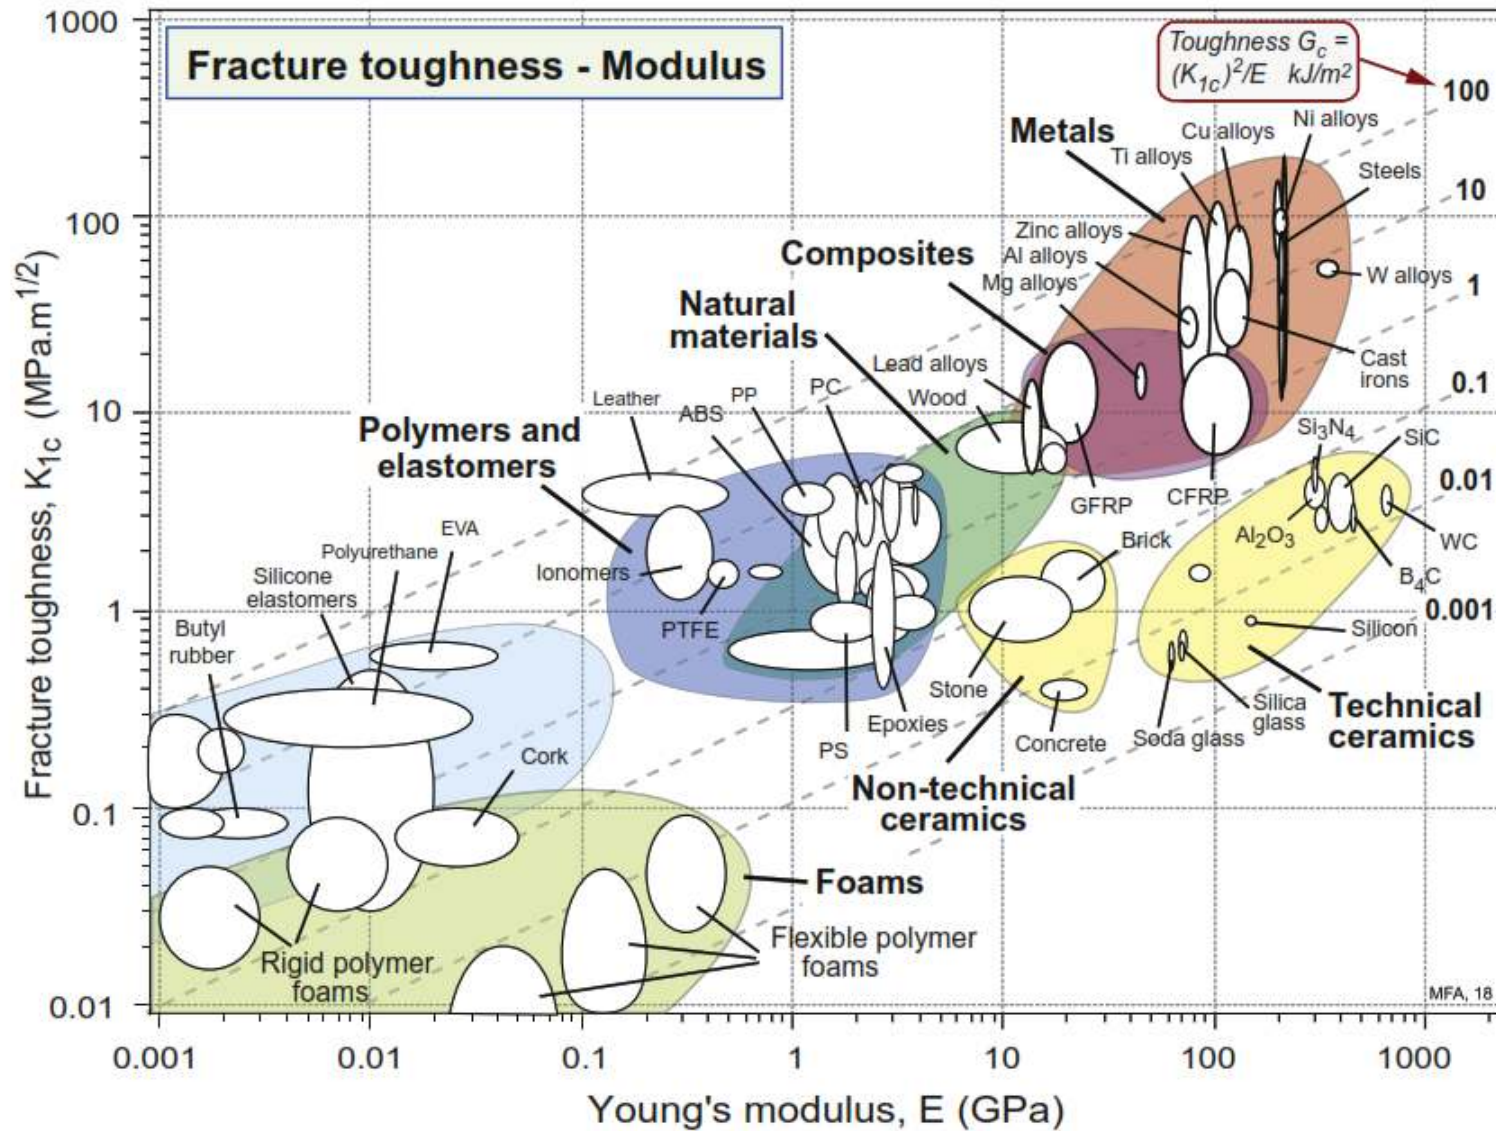 1000
100
10
1
0.1
0.01
Fracture toughness, K1c (MPa.m1/2)
Fracture toughness - Modulus
Toughness Gc =
(K1c)2/E kJ/m2
100
10
1
0.1
0.01
0.001
Metals
Ti alloys
Cu alloys
Ni alloys
Steels
Zinc alloys
Al alloys
Mg alloys
W alloys
Cast
irons
Composites
Natural
materials
Lead alloys
Wood
PC
PP
ABS
Leather
Polymers and
elastomers
GFRP
CFRP
Si3N4
SiC
Al2O3
WC
B4C
Brick
EVA
Polyurethane
Silicone
elastomers
Butyl
rubber
Ionomers
PTFE
Silicon
Stone
Epoxies
PS
Concrete
Soda glass
Silica
glass
Technical
ceramics
Non-technical
ceramics
Cork
Foams
Flexible polymer
foams
Rigid polymer
foams
MFA, 18
0.001
0.01
0.1
1
10
100
1000
Young's modulus, E (GPa)